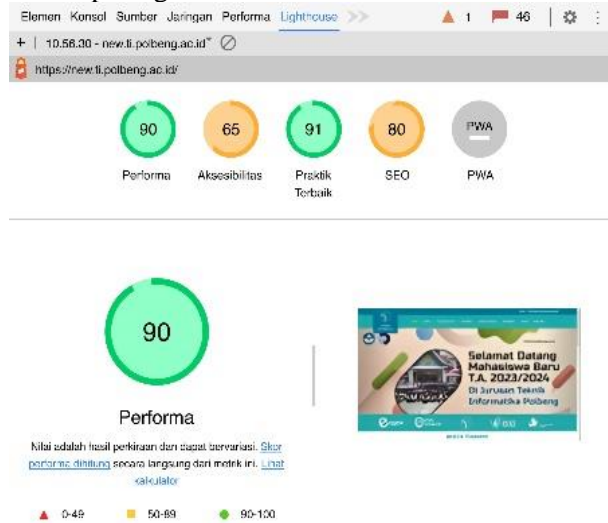 Elemen Konsol Sumber Jaringan Performa Lighthouse >> 1 46
+ 10.56.30 - new.ti.polbeng.ac.id
https://new.ti.polbeng.ac.id/
90 65 91 80 PWA
Performa Aksesibilitas Praktik Terbaik SEO PWA
90
Selamat Datang
Mahasiswa Baru
T.A. 2023/2024
Di Jurusan Teknik
Informatika Polbeng
Performa
Nilai adalah hasil perkiraan dan dapat bervariasi. Skor
performa dihitung secara langsung dari metrik ini. Lihat
kalkulator
0-49 50-89 90-100